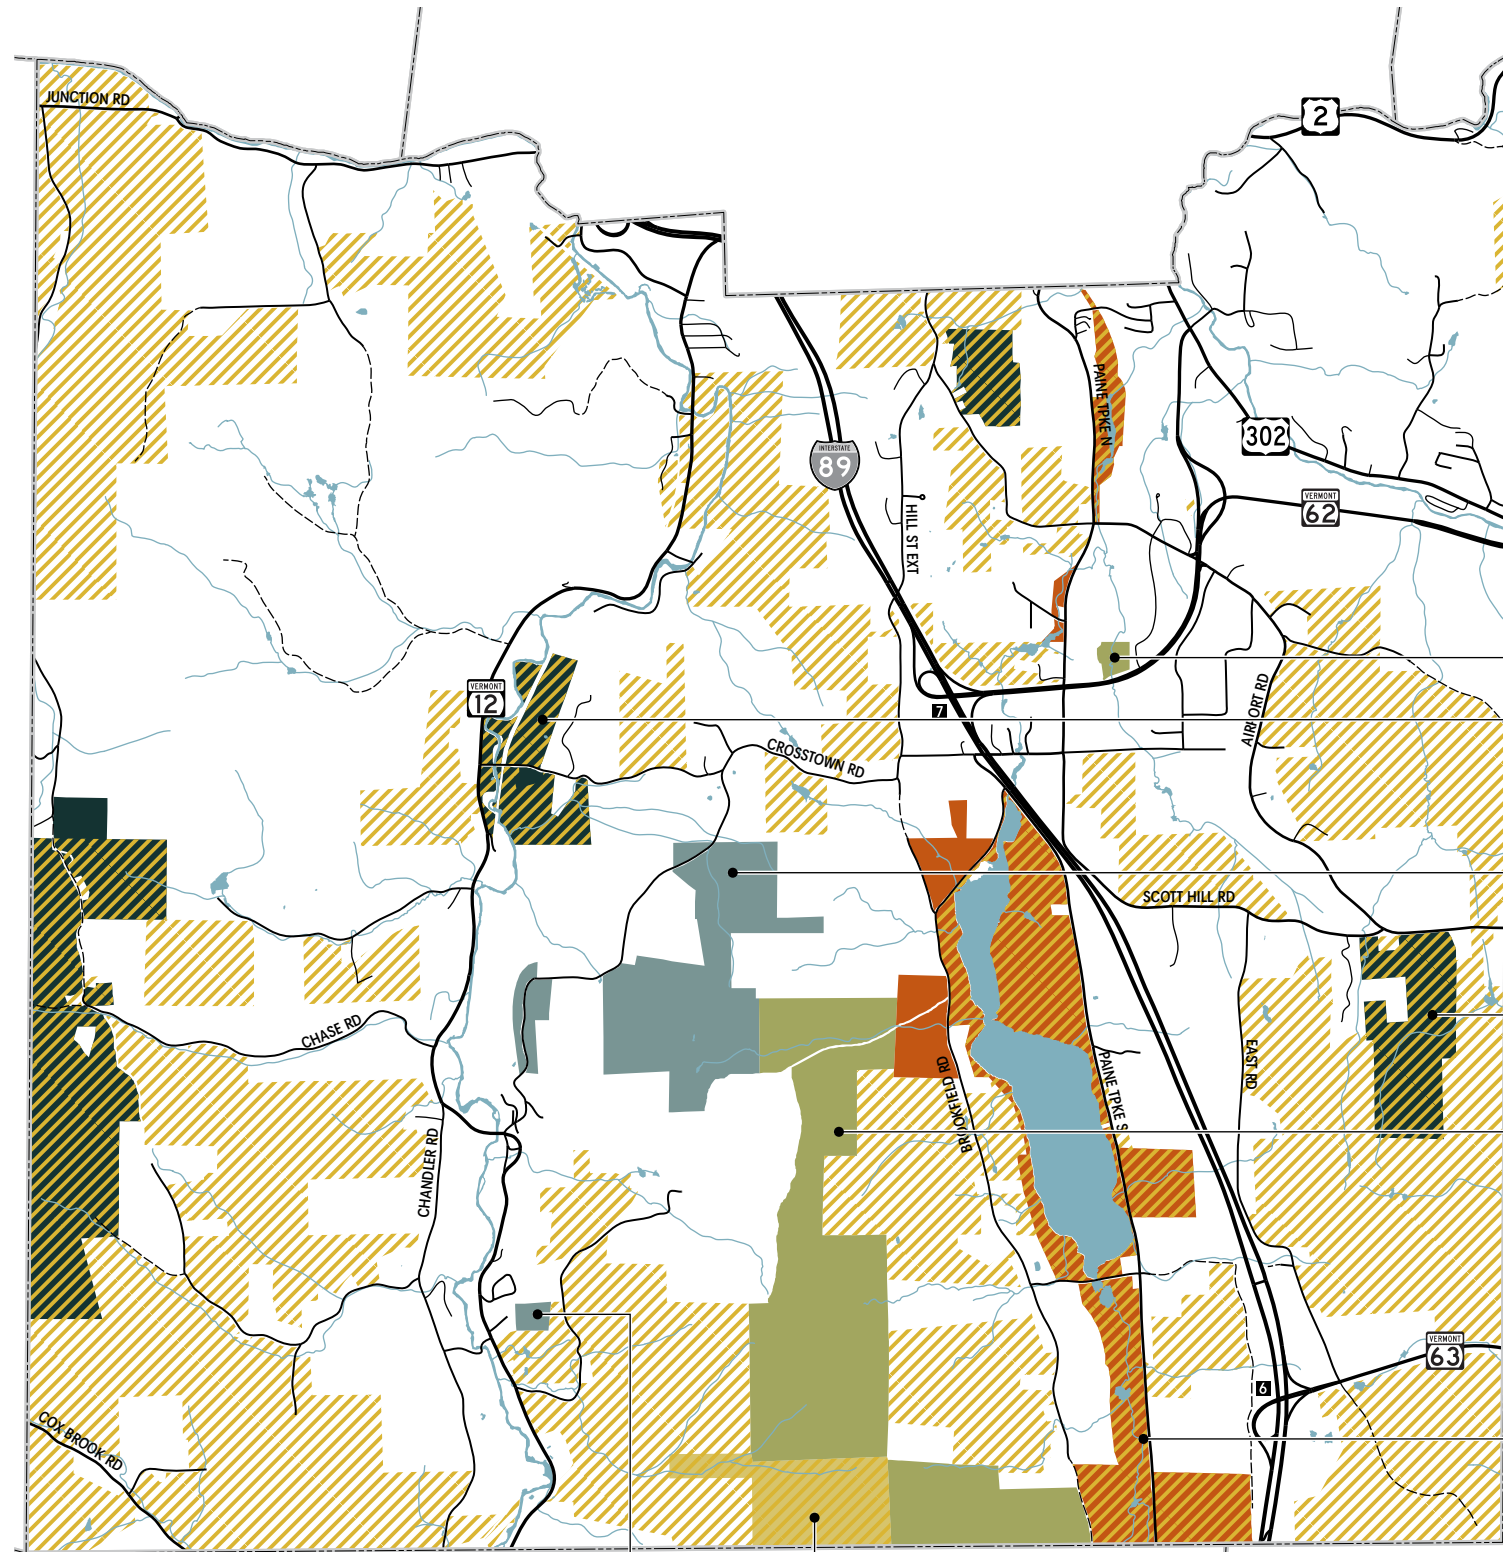 JUNCTION RD
2
PAINE TPKE N
302
INTERSTATE
89
VERMONT
62
HILL ST EXT
VERMONT
12
AIRPORT RD
7
CROSSTOWN RD
SCOTT HILL RD
CHASE RD
EAST RD
BROOKFIELD RD
PAINE TPKE S
CHANDLER RD
VERMONT
63
6
COX BROOK RD